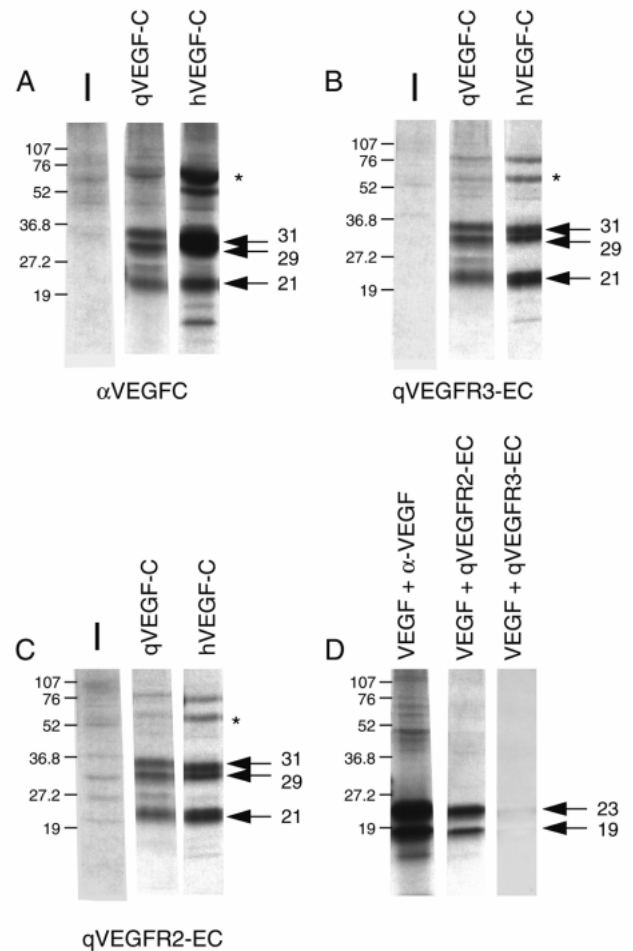 A
–
qVEGF-C
hVEGF-C
107
76
52
36.8
27.2
19
*
31
29
21
αVEGFC
B
–
qVEGF-C
hVEGF-C
107
76
52
36.8
27.2
19
*
31
29
21
qVEGFR3-EC
C
–
qVEGF-C
hVEGF-C
107
76
52
36.8
27.2
19
*
31
29
21
qVEGFR2-EC
D
VEGF + α-VEGF
VEGF + qVEGFR2-EC
VEGF + qVEGFR3-EC
107
76
52
36.8
27.2
19
23
19